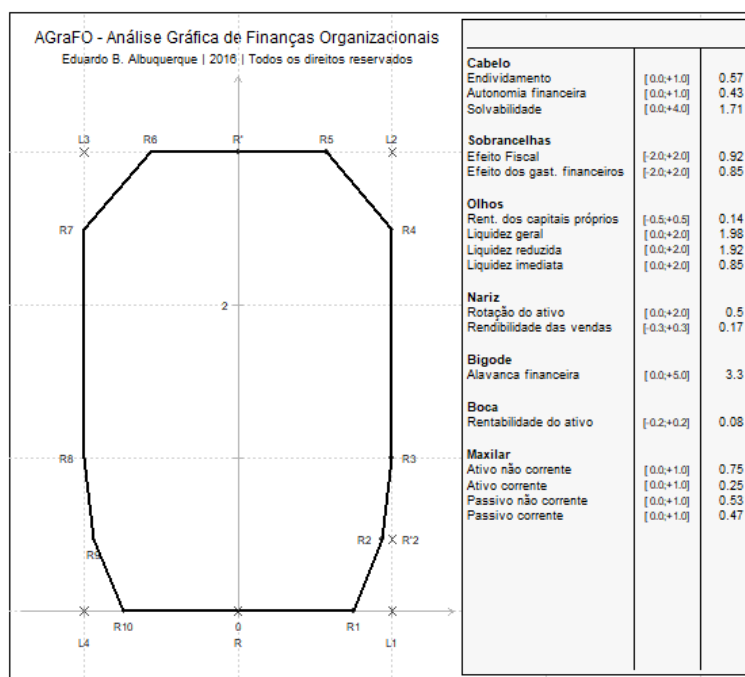 AGraFO - Análise Gráfica de Finanças Organizacionais
Eduardo B. Albuquerque | 2016 | Todos os direitos reservados
L3 R6 R' R5 L2
R7 R4
2
R8 R3
R9 R2 R'2
R10 0 R1
L4 R L1
Cabelo
Endividamento [0.0;+1.0] 0.57
Autonomia financeira [0.0;+1.0] 0.43
Solvabilidade [0.0;+4.0] 1.71
Sobrancelhas
Efeito Fiscal [-2.0;+2.0] 0.92
Efeito dos gast. financeiros [-2.0;+2.0] 0.85
Olhos
Rent. dos capitais próprios [-0.5;+0.5] 0.14
Liquidez geral [0.0;+2.0] 1.98
Liquidez reduzida [0.0;+2.0] 1.92
Liquidez imediata [0.0;+2.0] 0.85
Nariz
Rotação do ativo [0.0;+2.0] 0.5
Rendibilidade das vendas [-0.3;+0.3] 0.17
Bigode
Alavanca financeira [0.0;+5.0] 3.3
Boca
Rentabilidade do ativo [-0.2;+0.2] 0.08
Maxilar
Ativo não corrente [0.0;+1.0] 0.75
Ativo corrente [0.0;+1.0] 0.25
Passivo não corrente [0.0;+1.0] 0.53
Passivo corrente [0.0;+1.0] 0.47